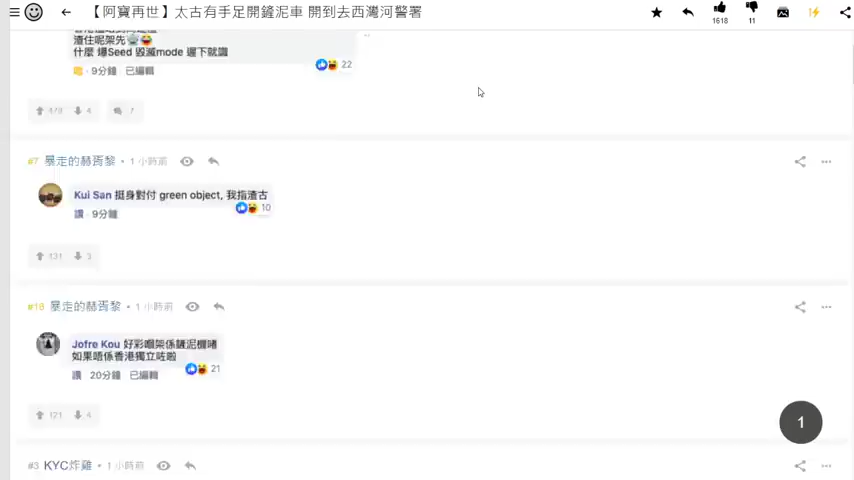 【阿寶再世】太古有手足開鏟泥車 開到去西灣河警署
1618
11
渣住呢架先
什麼 爆Seed 毀滅mode 遲下就識
22
9分鐘 已編輯
4
7
#7 暴走的赫胥黎 • 1 小時前
Kui San 挺身對付 green object, 我指渣古
10
讚 · 9分鐘
131
3
#10 暴走的赫胥黎 • 1 小時前
Jofre Kou 好彩嗰架係鏟泥機啫
如果唔係香港獨立咗啦
21
讚 20分鐘 已編輯
121
4
1
#3 KYC炸雞 • 1 小時前